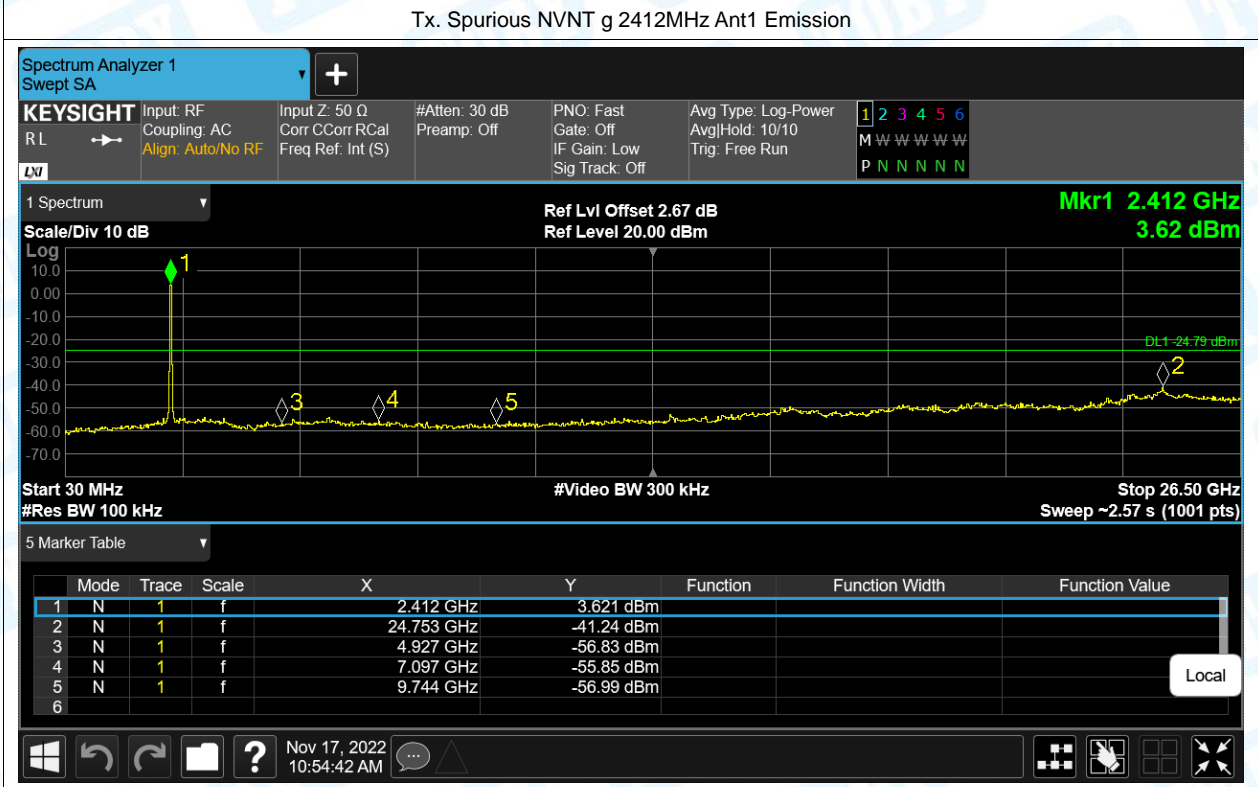 Tx. Spurious NVNT g 2412MHz Ant1 Emission
Spectrum Analyzer 1
Swept SA
+
KEYSIGHT
R L
LXI
Input: RF
Coupling: AC
Align: Auto/No RF
Input Z: 50 Ω
Corr CCorr RCal
Freq Ref: Int (S)
#Atten: 30 dB
Preamp: Off
PNO: Fast
Gate: Off
IF Gain: Low
Sig Track: Off
Avg Type: Log-Power
Avg|Hold: 10/10
Trig: Free Run
1 2 3 4 5 6
M W W W W W
P N N N N N
1 Spectrum
Scale/Div 10 dB
Ref Lvl Offset 2.67 dB
Ref Level 20.00 dBm
Mkr1 2.412 GHz
3.62 dBm
Log
10.0
0.00
-10.0
-20.0
-30.0
-40.0
-50.0
-60.0
-70.0
1
DL1 -24.79 dBm
2
3
4
5
Start 30 MHz
#Res BW 100 kHz
#Video BW 300 kHz
Stop 26.50 GHz
Sweep ~2.57 s (1001 pts)
5 Marker Table
Mode Trace Scale X Y Function Function Width Function Value
1 N 1 f 2.412 GHz 3.621 dBm
2 N 1 f 24.753 GHz -41.24 dBm
3 N 1 f 4.927 GHz -56.83 dBm
4 N 1 f 7.097 GHz -55.85 dBm
5 N 1 f 9.744 GHz -56.99 dBm
6
Local
?
Nov 17, 2022
10:54:42 AM